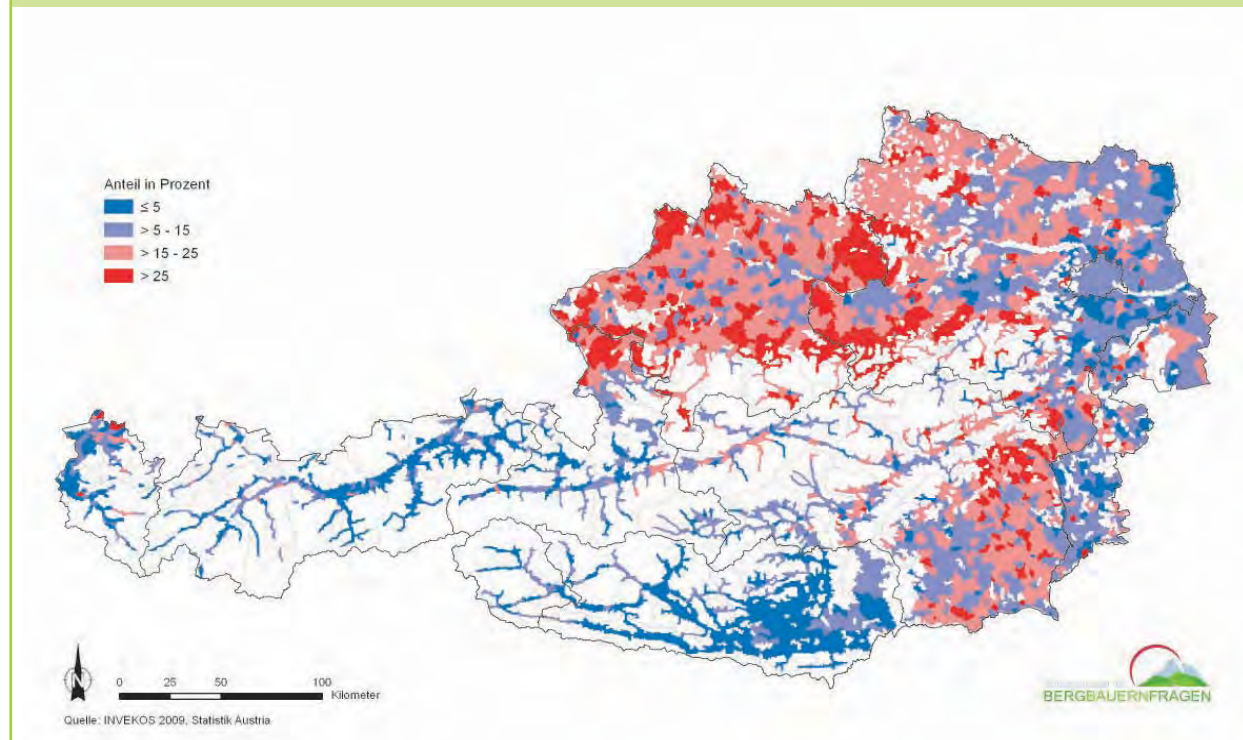 Anteil in Prozent
≤ 5
> 5 - 15
> 15 - 25
> 25
N
0 25 50 100
Kilometer
Quelle: INVEKOS 2009, Statistik Austria
BERGBAUERNFRAGEN